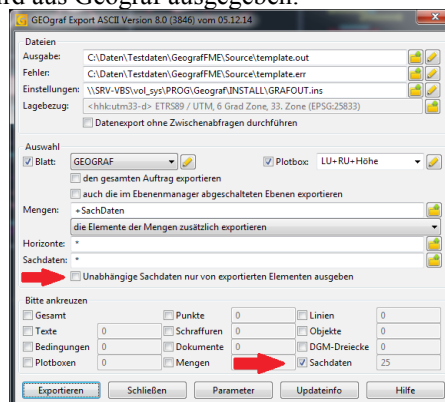 wird aus Geograf ausgegeben.
GEOgraf Export ASCII Version 8.0 (3846) vom 05.12.14
Dateien
Ausgabe: C:\Daten\Testdaten\GeografFME\Source\template.out
Fehler: C:\Daten\Testdaten\GeografFME\Source\template.err
Einstellungen: \\SRV-VBS\vol_sys\PROG\Geograf\INSTALL\GRAFOUT.ins
Lagebezug: <hhk:utm33-d> ETRS89 / UTM, 6 Grad Zone, 33. Zone (EPSG:25833)
Datenexport ohne Zwischenabfragen durchführen
Auswahl
Blatt: GEOGRAF Plotbox: LU+RU+Höhe
den gesamten Auftrag exportieren
auch die im Ebenenmanager abgeschalteten Ebenen exportieren
Mengen: +SachDaten
die Elemente der Mengen zusätzlich exportieren
Horizonte: *
Sachdaten: *
Unabhängige Sachdaten nur von exportierten Elementen ausgeben
Bitte ankreuzen
Gesamt Punkte 0 Linien 0
Texte 0 Schraffuren 0 Objekte 0
Bedingungen 0 Dokumente 0 DGM-Dreiecke 0
Plotboxen 0 Mengen Sachdaten 25
Exportieren Schließen Parameter Updateinfo Hilfe